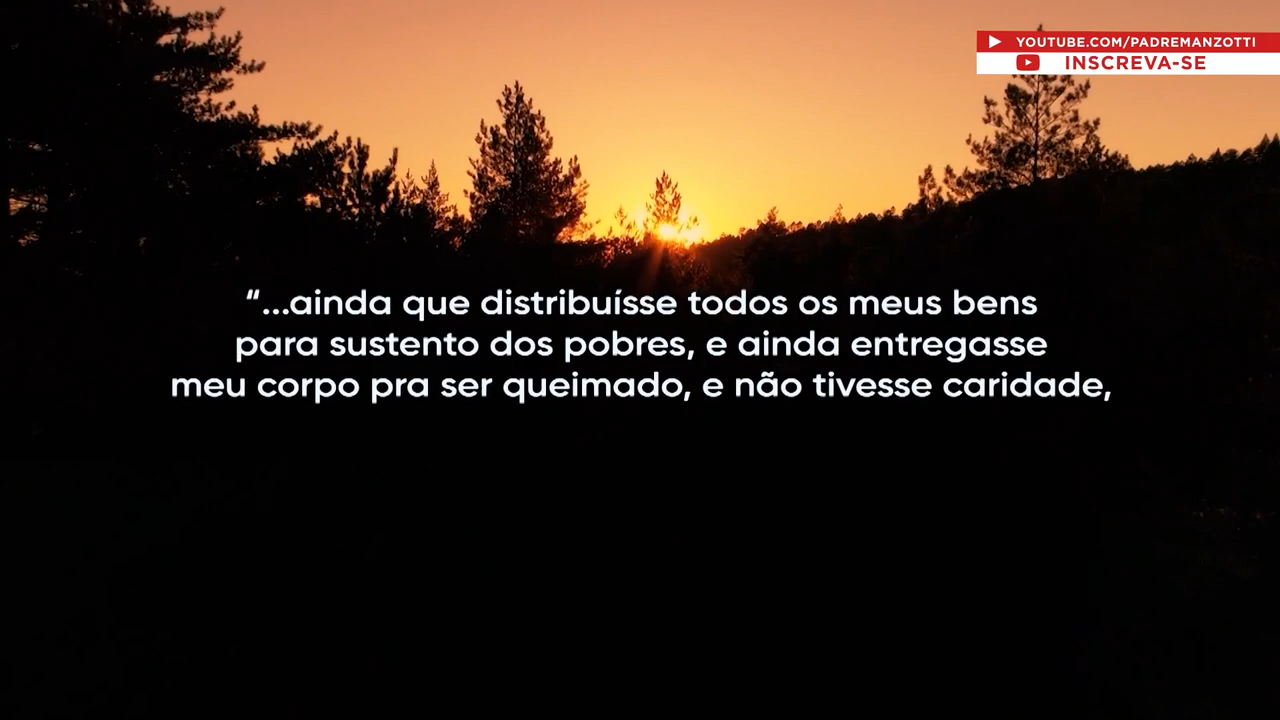 YOUTUBE.COM/PADREMANZOTTI
INSCREVA-SE
“...ainda que distribuísse todos os meus bens
para sustento dos pobres, e ainda entregasse
meu corpo pra ser queimado, e não tivesse caridade,